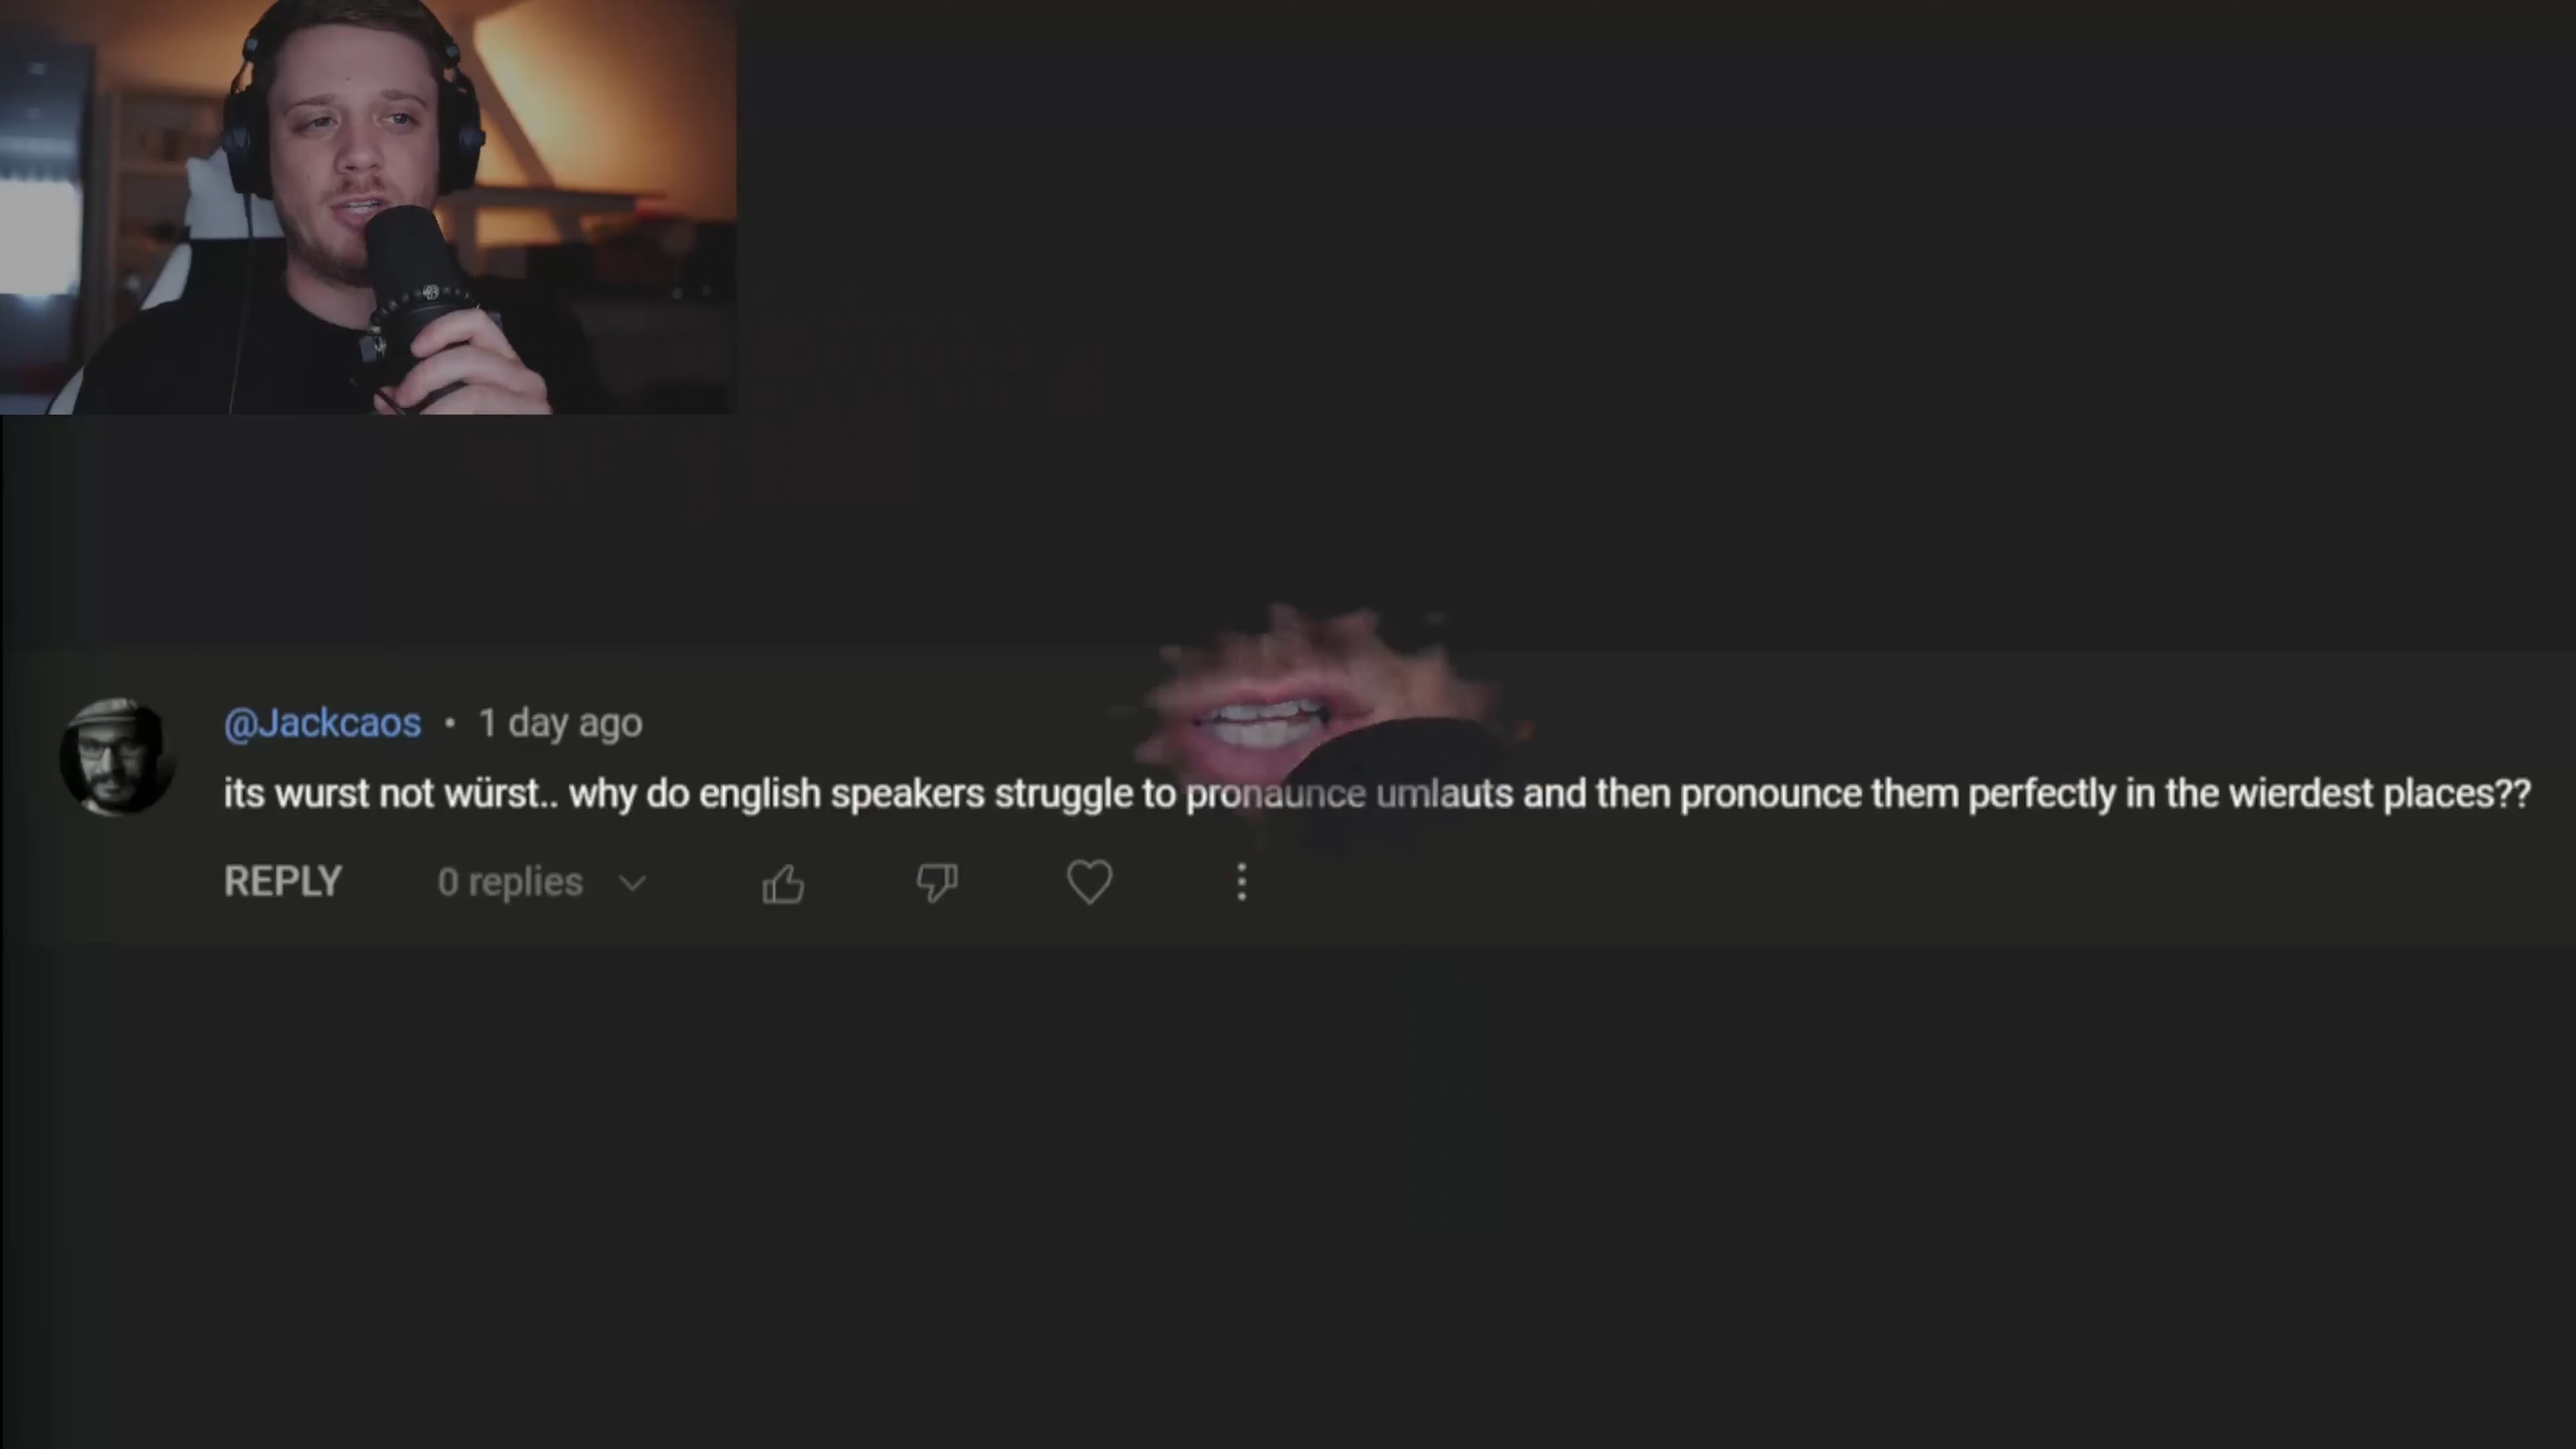 @Jackcaos • 1 day ago
its wurst not würst.. why do english speakers struggle to pronaunce umlauts and then pronounce them perfectly in the wierdest places??
REPLY 0 replies